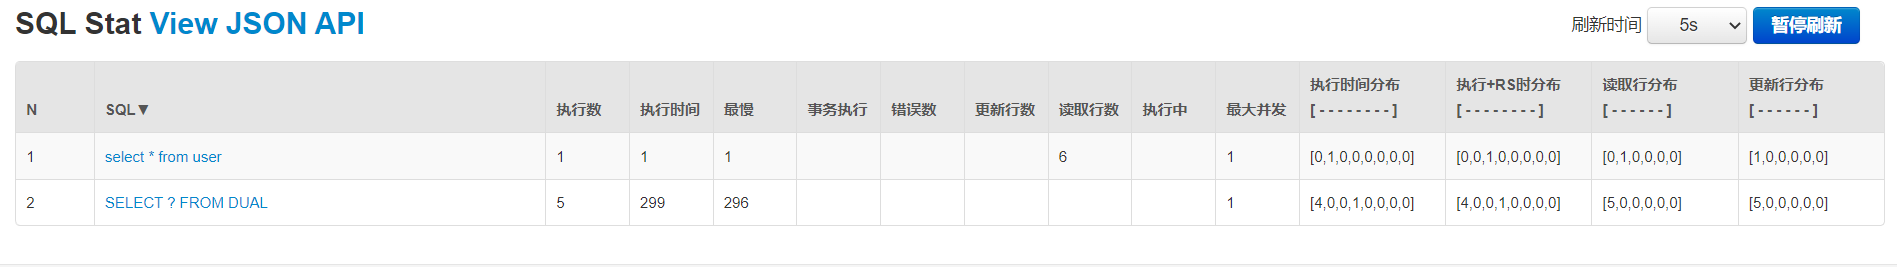 SQL Stat View JSON API
刷新时间 5s 暂停刷新
N SQL▼ 执行数 执行时间 最慢 事务执行 错误数 更新行数 读取行数 执行中 最大并发 执行时间分布 [ - - - - - - - - ] 执行+RS时分布 [ - - - - - - - - ] 读取行分布 [ - - - - - - ] 更新行分布 [ - - - - - - ]
1 select * from user 1 1 1 6 1 [0,1,0,0,0,0,0,0] [0,0,1,0,0,0,0,0] [0,1,0,0,0,0] [1,0,0,0,0,0]
2 SELECT ? FROM DUAL 5 299 296 1 [4,0,0,1,0,0,0,0] [4,0,0,1,0,0,0,0] [5,0,0,0,0,0] [5,0,0,0,0,0]